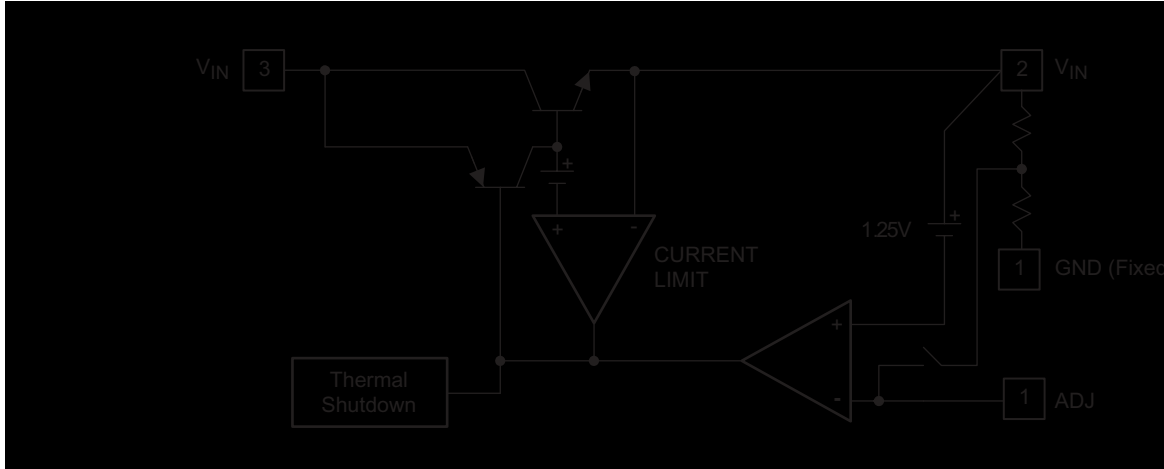 VIN 3
2 VIN
+
+ -
1.25V
+
CURRENT
LIMIT
1 GND (Fixed
+
Thermal
Shutdown
-
1 ADJ